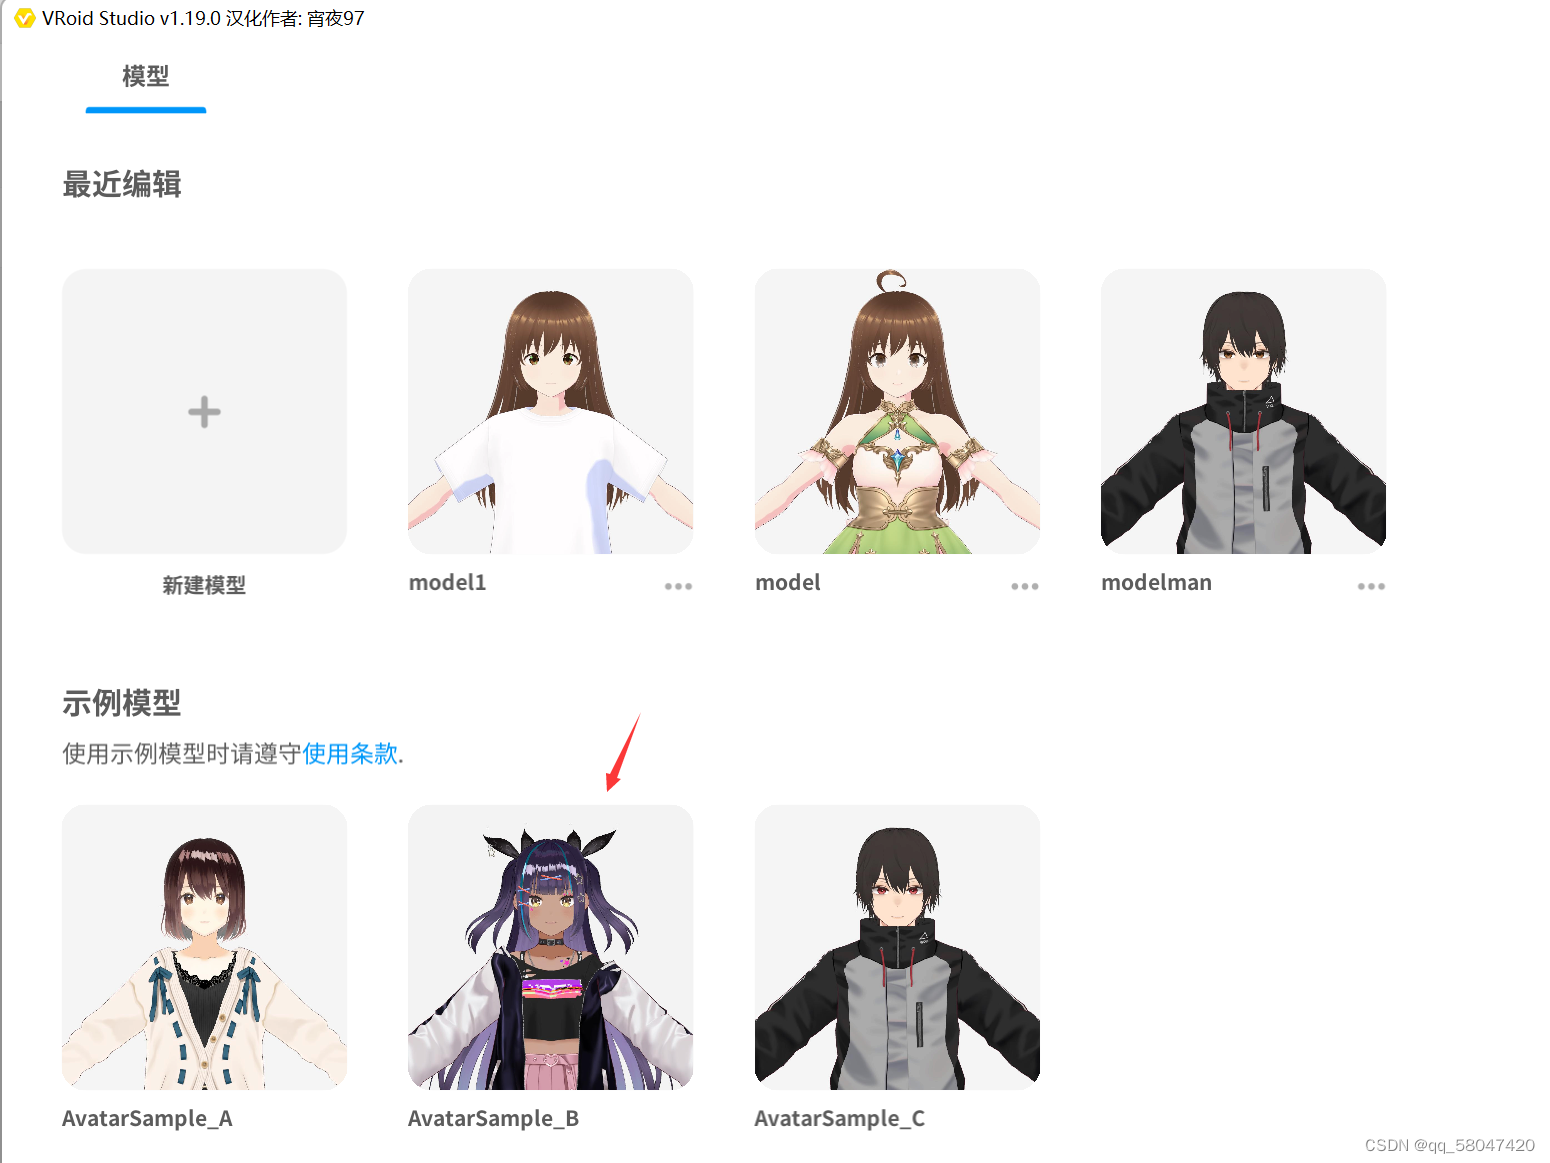 VRoid Studio v1.19.0 汉化作者: 宵夜97
模型
最近编辑
新建模型
model1
model
modelman
示例模型
使用示例模型时请遵守使用条款.
AvatarSample_A
AvatarSample_B
AvatarSample_C
CSDN @qq_58047420